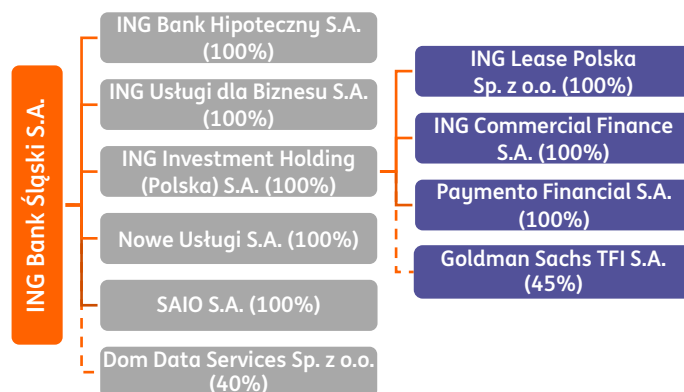 ING Bank Śląski S.A.
ING Bank Hipoteczny S.A.
(100%)
ING Usługi dla Biznesu S.A.
(100%)
ING Investment Holding
(Polska) S.A. (100%)
Nowe Usługi S.A. (100%)
SAIO S.A. (100%)
Dom Data Services Sp. z o.o.
(40%)
ING Lease Polska
Sp. z o.o. (100%)
ING Commercial Finance
S.A. (100%)
Paymento Financial S.A.
(100%)
Goldman Sachs TFI S.A.
(45%)